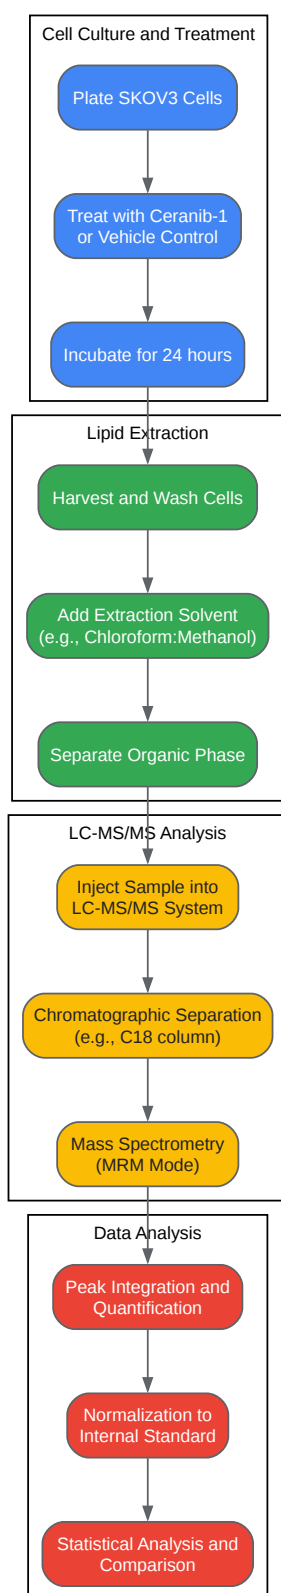 Cell Culture and Treatment
Plate SKOV3 Cells
Treat with Ceranib-1
or Vehicle Control
Incubate for 24 hours
Lipid Extraction
Harvest and Wash Cells
Add Extraction Solvent
(e.g., Chloroform:Methanol)
Separate Organic Phase
LC-MS/MS Analysis
Inject Sample into
LC-MS/MS System
Chromatographic Separation
(e.g., C18 column)
Mass Spectrometry
(MRM Mode)
Data Analysis
Peak Integration and
Quantification
Normalization to
Internal Standard
Statistical Analysis and
Comparison